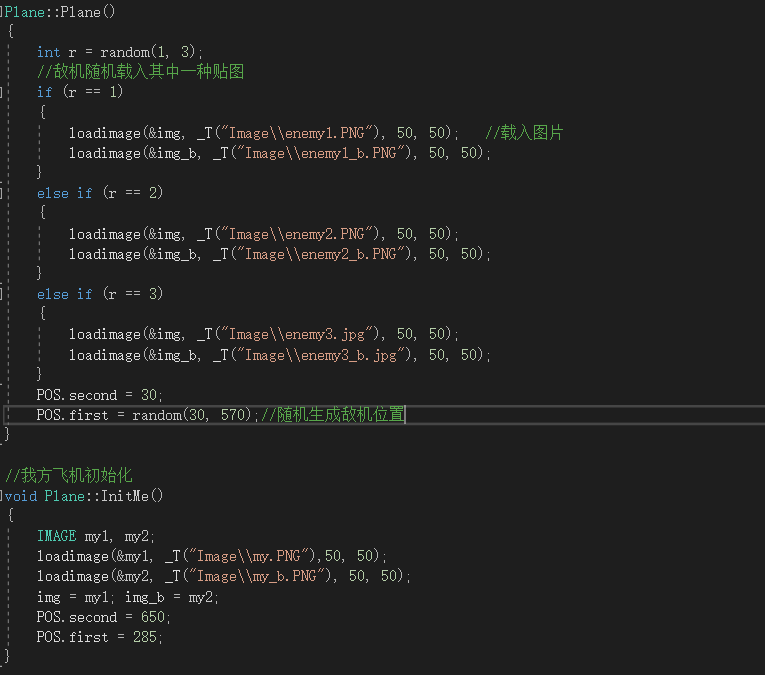 Plane::Plane()
{
    int r = random(1, 3);
    //敌机随机载入其中一种贴图
    if (r == 1)
    {
        loadimage(&img, _T("Image\\enemy1.PNG"), 50, 50);   //载入图片
        loadimage(&img_b, _T("Image\\enemy1_b.PNG"), 50, 50);
    }
    else if (r == 2)
    {
        loadimage(&img, _T("Image\\enemy2.PNG"), 50, 50);
        loadimage(&img_b, _T("Image\\enemy2_b.PNG"), 50, 50);
    }
    else if (r == 3)
    {
        loadimage(&img, _T("Image\\enemy3.jpg"), 50, 50);
        loadimage(&img_b, _T("Image\\enemy3_b.jpg"), 50, 50);
    }
    POS.second = 30;
    POS.first = random(30, 570);//随机生成敌机位置
}
//我方飞机初始化
void Plane::InitMe()
{
    IMAGE my1, my2;
    loadimage(&my1, _T("Image\\my.PNG"),50, 50);
    loadimage(&my2, _T("Image\\my_b.PNG"), 50, 50);
    img = my1; img_b = my2;
    POS.second = 650;
    POS.first = 285;
}